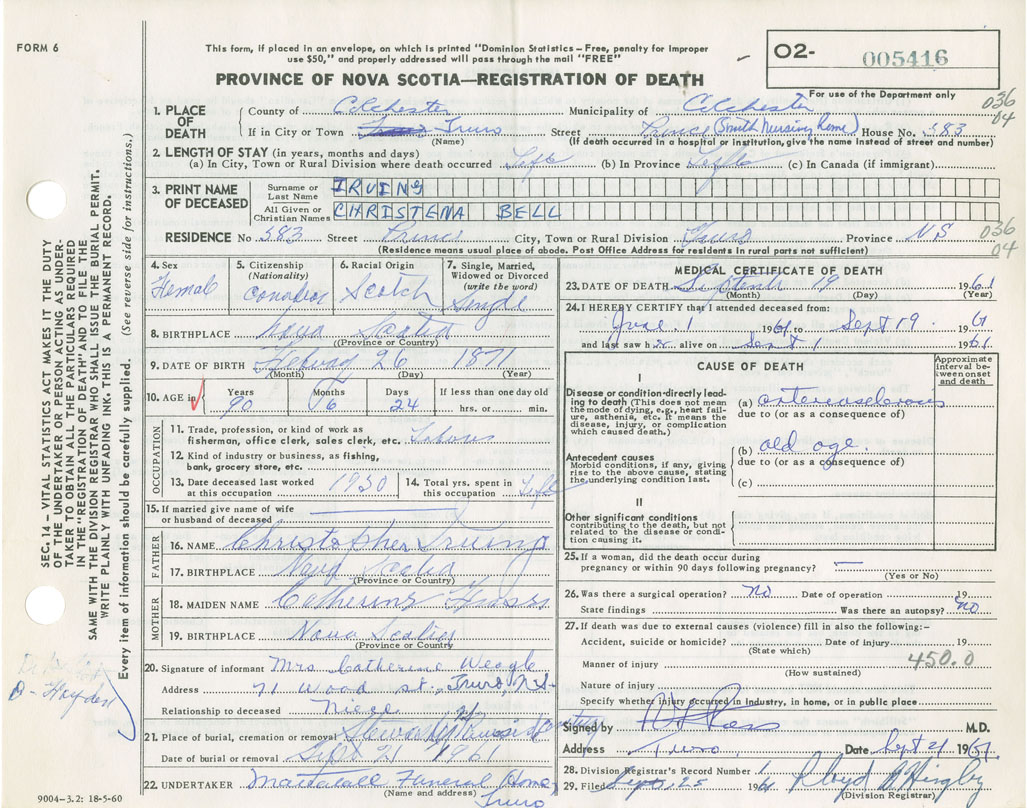 FORM 6
This form, if placed in an envelope, on which is printed "Dominion Statistics – Free, penalty for improper
use $50," and properly addressed will pass through the mail "FREE"
PROVINCE OF NOVA SCOTIA—REGISTRATION OF DEATH
O2- 005416
For use of the Department only
036
04
1. PLACE OF DEATH
County of Colchester Municipality of Colchester
If in City or Town Truro Street Prince (Smith Nursing Home) House No. 383
(Name) (If death occurred in a hospital or institution, give the name instead of street and number)
2. LENGTH OF STAY (in years, months and days)
(a) In City, Town or Rural Division where death occurred Life (b) In Province Life (c) In Canada (if immigrant)
3. PRINT NAME OF DECEASED
Surname or Last Name IRVING
All Given or Christian Names CHRISTENA BELL
RESIDENCE No 383 Street Prince City, Town or Rural Division Province NS
036
04
(Residence means usual place of abode. Post Office Address for residents in rural parts not sufficient)
4. Sex
Female
5. Citizenship (Nationality)
Canadian
6. Racial Origin
Scotch
7. Single, Married, Widowed or Divorced (write the word)
Single
8. BIRTHPLACE Nova Scotia
(Province or Country)
9. DATE OF BIRTH 26 1871
(Month) (Day) (Year)
10. AGE in Years 90 Months 6 Days 24 If less than one day old
hrs. or min.
OCCUPATION
11. Trade, profession, or kind of work as
fisherman, office clerk, sales clerk, etc.
12. Kind of industry or business, as fishing,
bank, grocery store, etc.
13. Date deceased last worked
at this occupation 1930
14. Total yrs. spent in
this occupation Life
15. If married give name of wife
or husband of deceased
FATHER
16. NAME Christopher Irving
17. BIRTHPLACE Nova Scotia
(Province or Country)
MOTHER
18. MAIDEN NAME Catherine
19. BIRTHPLACE Nova Scotia
(Province or Country)
20. Signature of informant Mrs Catherine Weagle
Address 71 Wood st., Truro, N.S.
Relationship to deceased Niece
21. Place of burial, cremation or removal
Date of burial or removal Sept 21 1961
22. UNDERTAKER Funeral Home
(Name and address) Truro
9004-3.2: 18-5-60
MEDICAL CERTIFICATE OF DEATH
23. DATE OF DEATH September 19 1961
(Month) (Day) (Year)
24. I HEREBY CERTIFY that I attended deceased from:
June 1 1961 to Sept 19 1961
and last saw her alive on Sept 1 1961
CAUSE OF DEATH
Approximate interval between onset and death
I
Disease or condition directly leading to death (This does not mean the mode of dying, e.g., heart failure, asthenia, etc. It means the disease, injury, or complication which caused death.)
(a) arteriosclerosis
due to (or as a consequence of)
Antecedent causes
Morbid conditions, if any, giving rise to the above cause, stating the underlying condition last.
(b) old age.
due to (or as a consequence of)
(c)
II
Other significant conditions
contributing to the death, but not related to the disease or condition causing it.
25. If a woman, did the death occur during
pregnancy or within 90 days following pregnancy? —
(Yes or No)
26. Was there a surgical operation? no Date of operation 19
State findings Was there an autopsy? no
27. If death was due to external causes (violence) fill in also the following:-
Accident, suicide or homicide? Date of injury 19
(State which)
Manner of injury 450.0
(How sustained)
Nature of injury
Specify whether injury occurred in industry, in home, or in public place
Signed by M.D.
Address Truro Date Sept 21 1961
28. Division Registrar's Record Number 1
29. Filed Sept. 25 1961 Lloyd
(Division Registrar)
SEC. 14 – VITAL STATISTICS ACT MAKES IT THE DUTY
OF THE UNDERTAKER OR PERSON ACTING AS UNDER-
TAKER TO OBTAIN ALL THE PARTICULARS REQUIRED
IN THE "REGISTRATION OF DEATH" AND TO FILE THE
SAME WITH THE DIVISION REGISTRAR WHO SHALL ISSUE THE BURIAL PERMIT.
WRITE PLAINLY WITH UNFADING INK. THIS IS A PERMANENT RECORD.
Every item of information should be carefully supplied. (See reverse side for instructions.)
B - Hayden